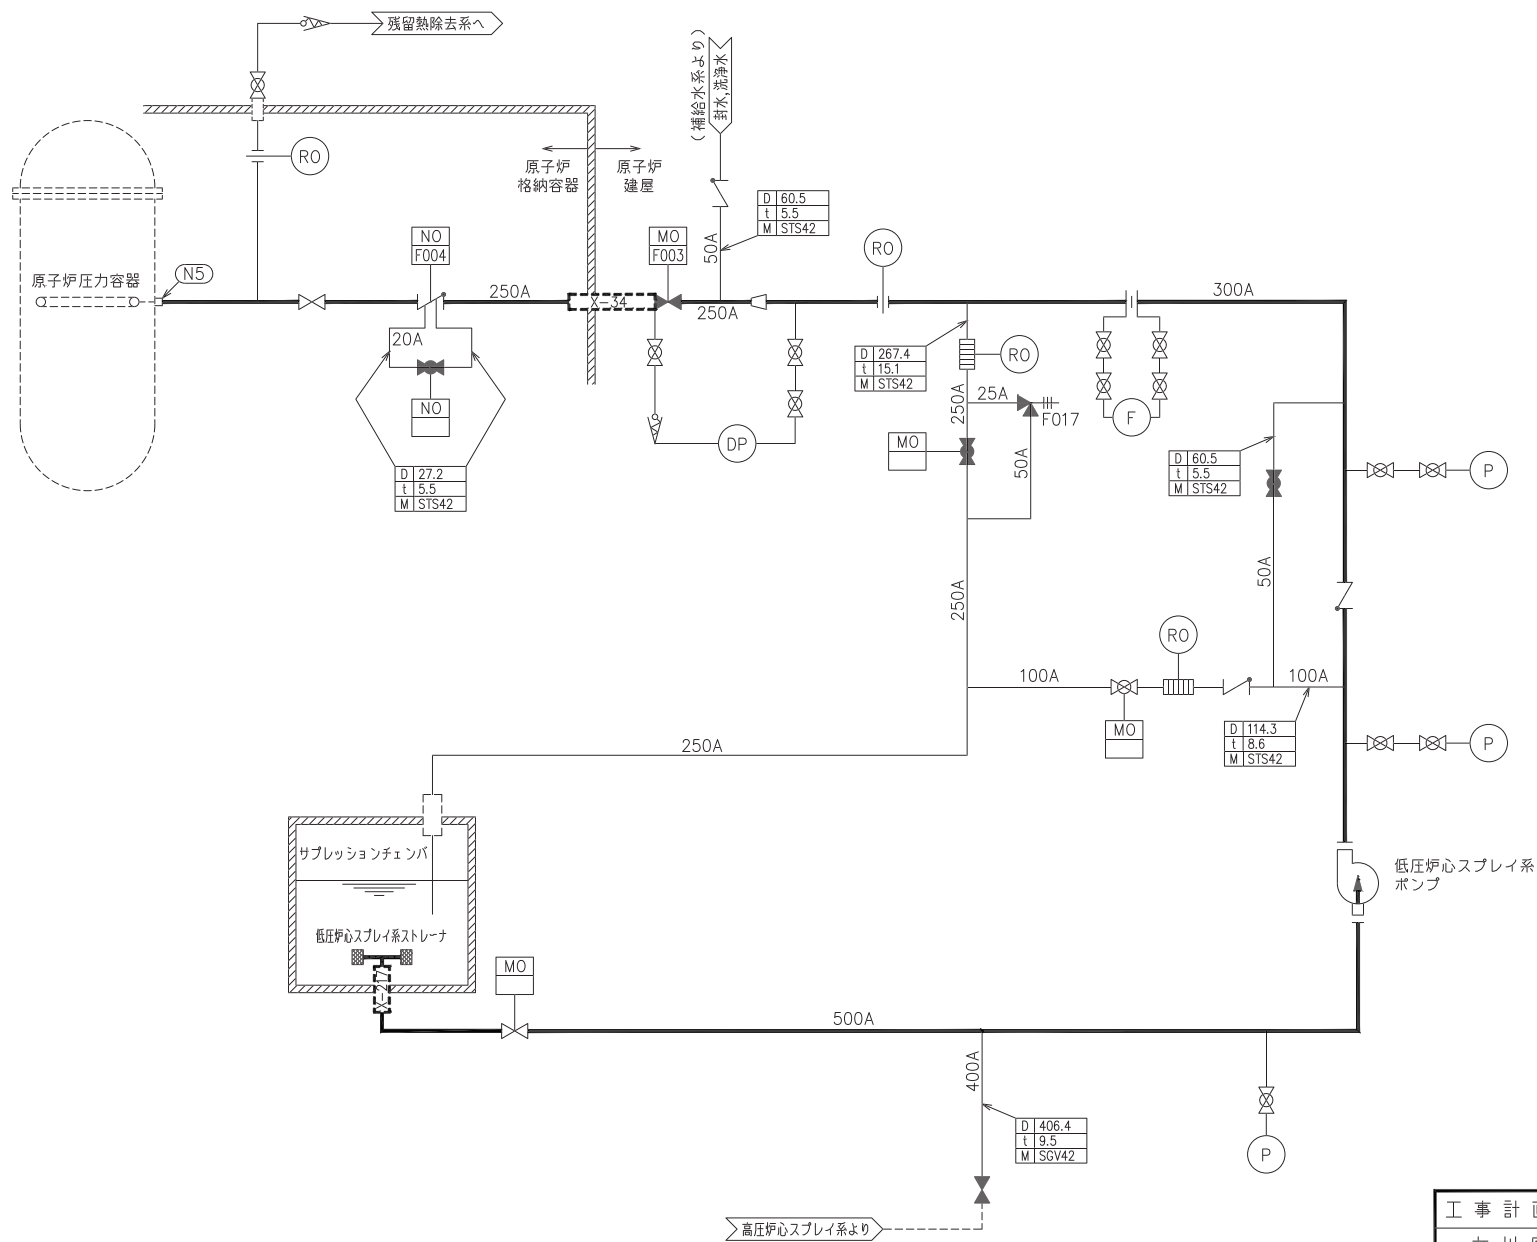 残留熱除去系へ
(補給水系より)
封水,洗浄水
RO
原子炉
格納容器
原子炉
建屋
D 60.5
t 5.5
M STS42
50A
NO
F004
MO
F003
RO
原子炉圧力容器
N5
250A
X-34
250A
300A
20A
NO
D 27.2
t 5.5
M STS42
DP
D 267.4
t 15.1
M STS42
RO
250A
25A
F017
MO
50A
F
D 60.5
t 5.5
M STS42
P
250A
50A
RO
100A
100A
MO
D 114.3
t 8.6
M STS42
P
250A
サプレッションチェンバ
低圧炉心スプレイ系
ポンプ
低圧炉心スプレイ系ストレーナ
MO
500A
400A
D 406.4
t 9.5
M SGV42
P
高圧炉心スプレイ系より
工事計